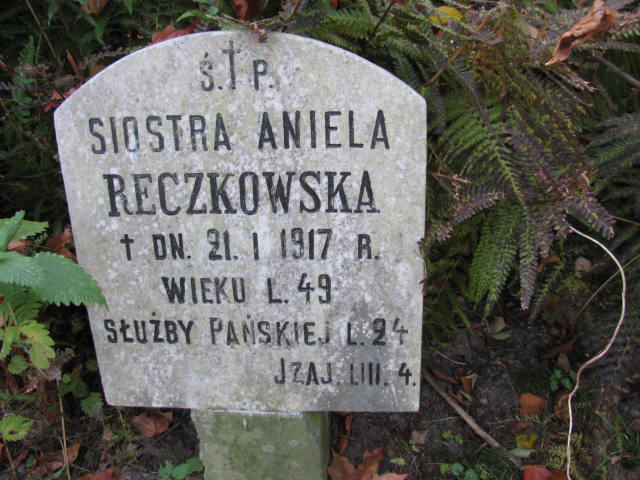 Ś.†P.
SIOSTRA ANIELA
RECZKOWSKA
† DN. 21. I 1917 R.
WIEKU L. 49
SŁUŻBY PAŃSKIEJ L. 24
JZAJ. LIII. 4.